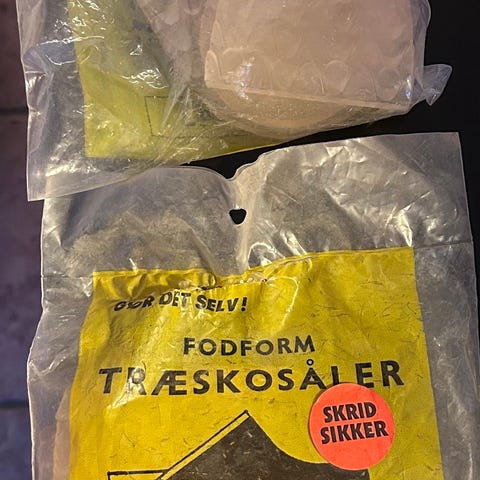 GØR DET SELV!
FODFORM
TRÆSKOSÅLER
SKRID
SIKKER